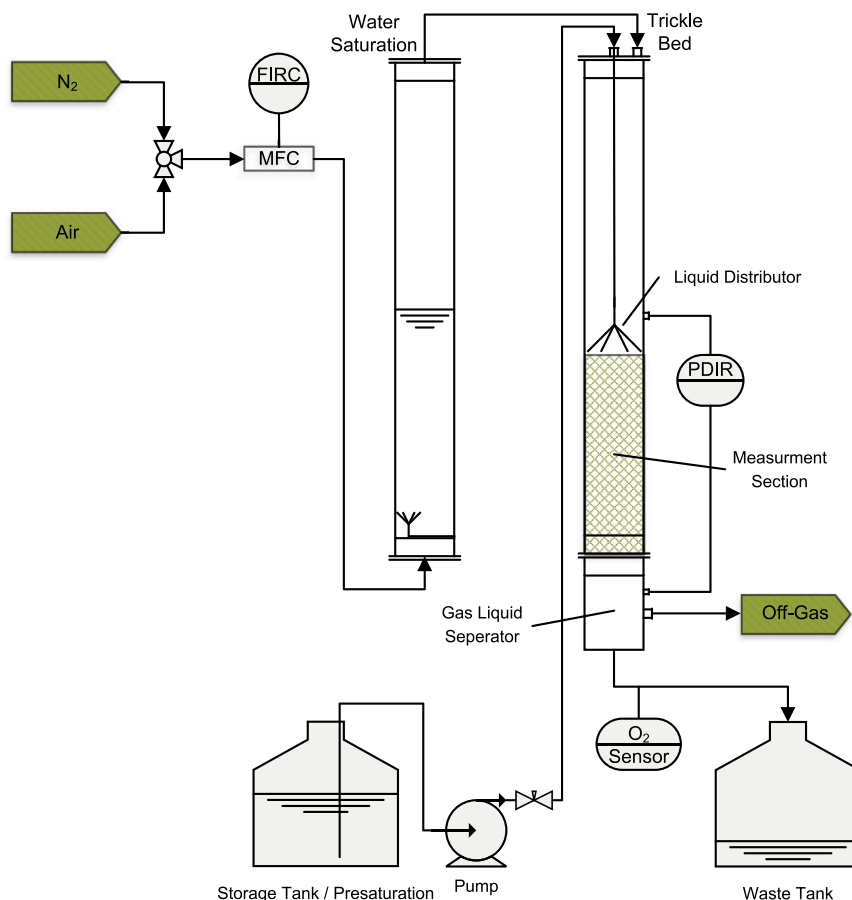 Water
Saturation
Trickle
Bed
FIRC
N₂
MFC
Air
Liquid Distributor
PDIR
Measurment
Section
Gas Liquid
Seperator
Off-Gas
O₂
Sensor
Storage Tank / Presaturation
Pump
Waste Tank